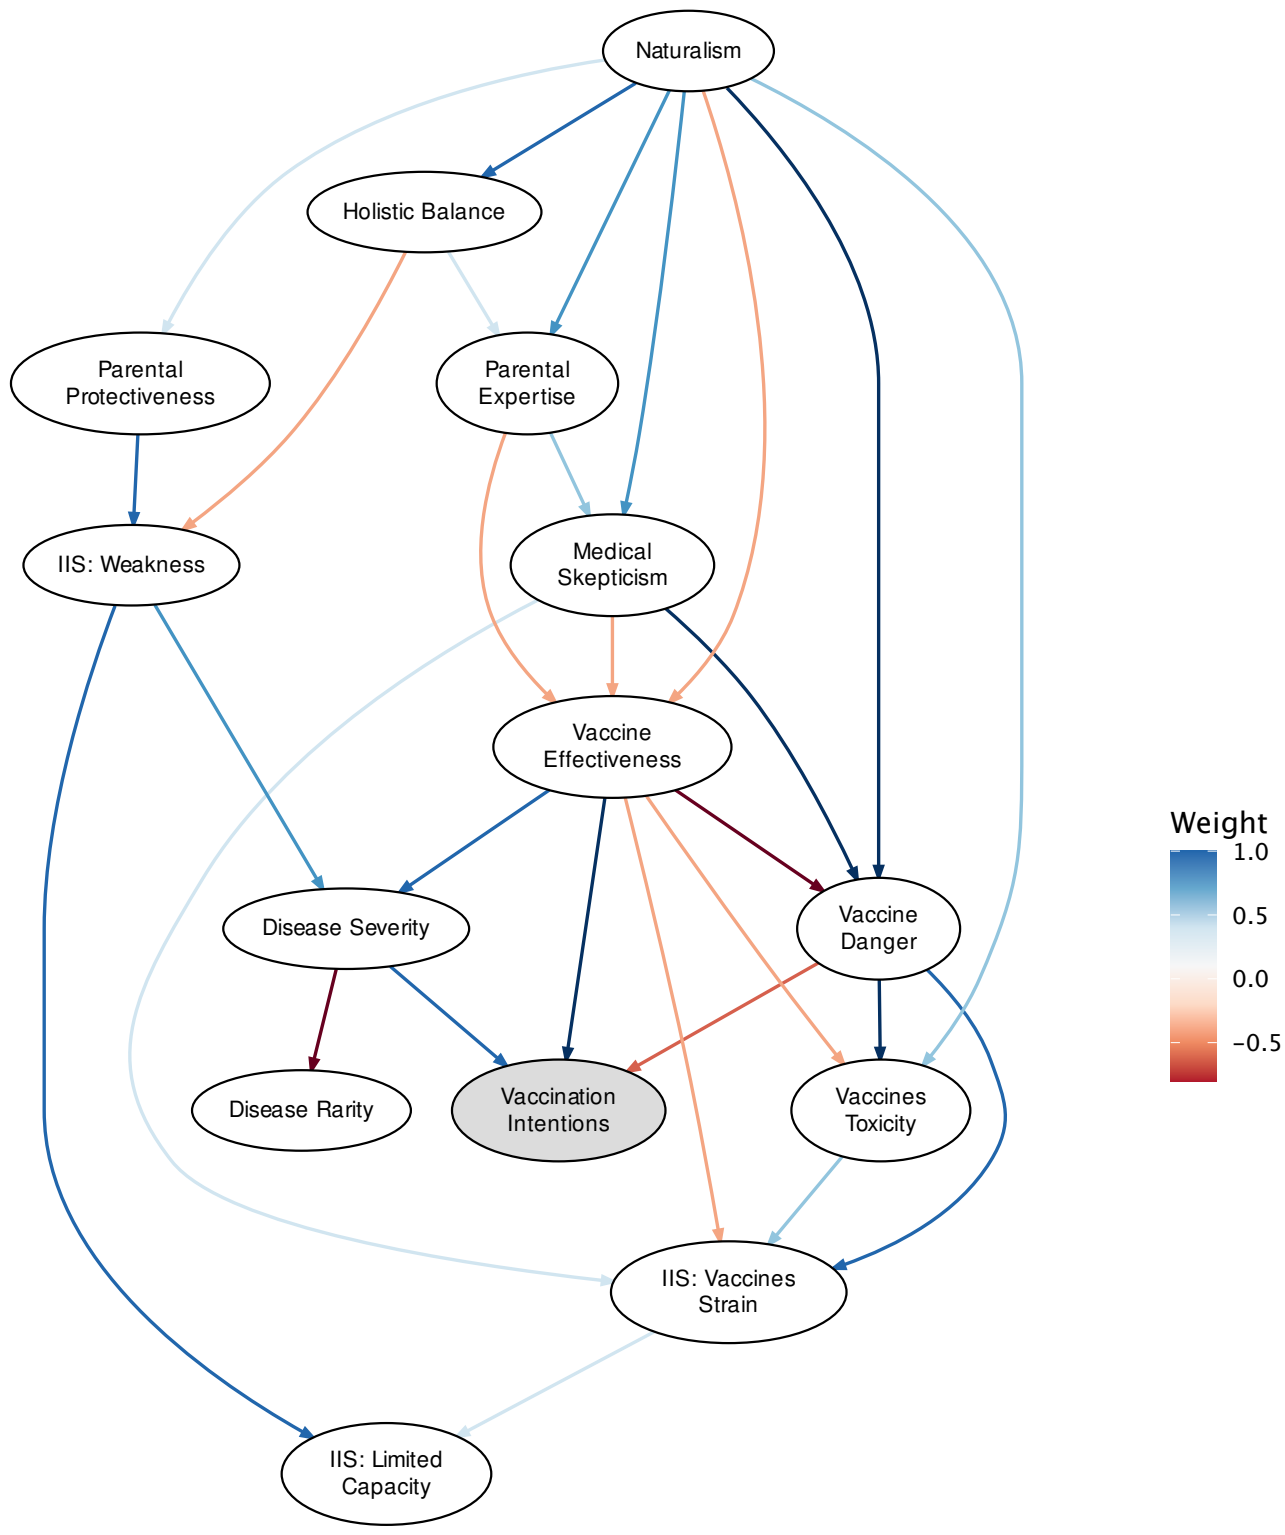 Naturalism
Holistic Balance
Parental
Protectiveness
Parental
Expertise
IIS: Weakness
Medical
Skepticism
Vaccine
Effectiveness
Weight
1.0
0.5
0.0
−0.5
Disease Severity
Vaccine
Danger
Disease Rarity
Vaccination
Intentions
Vaccines
Toxicity
IIS: Vaccines
Strain
IIS: Limited
Capacity